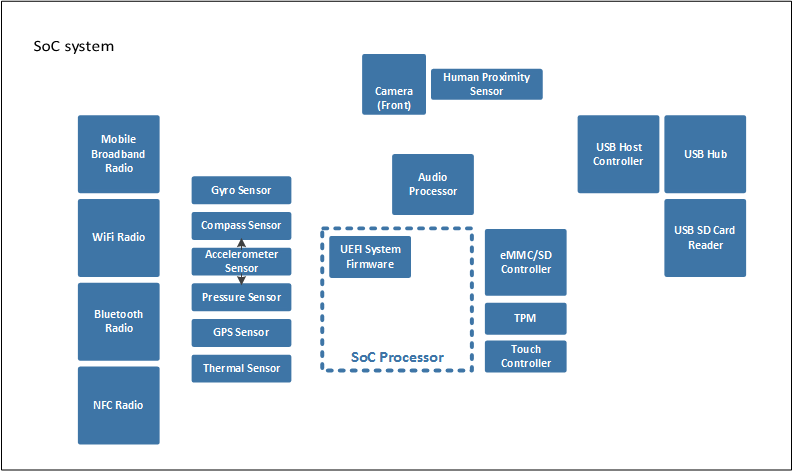 SoC system
Camera
(Front)
Human Proximity
Sensor
Mobile
Broadband
Radio
WiFi Radio
Bluetooth
Radio
NFC Radio
Gyro Sensor
Compass Sensor
Accelerometer
Sensor
Pressure Sensor
GPS Sensor
Thermal Sensor
Audio
Processor
UEFI System
Firmware
SoC Processor
eMMC/SD
Controller
TPM
Touch
Controller
USB Host
Controller
USB Hub
USB SD Card
Reader